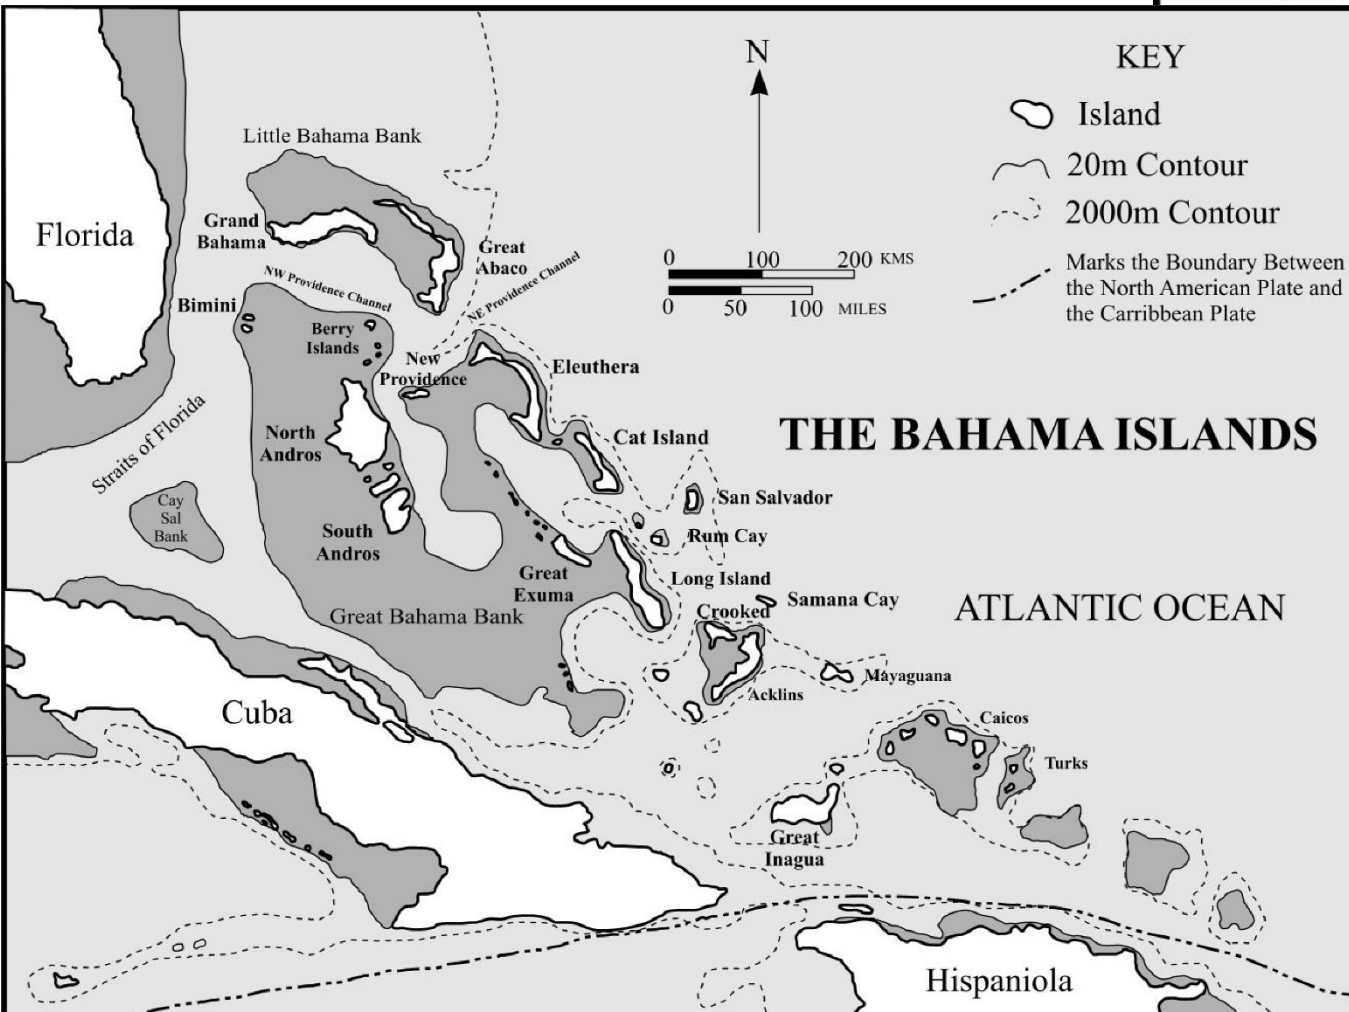 N
KEY
Island
20m Contour
2000m Contour
Marks the Boundary Between
the North American Plate and
the Carribbean Plate
0 100 200 KMS
0 50 100 MILES
Little Bahama Bank
Florida
Grand
Bahama
Great
Abaco
NW Providence Channel
NE Providence Channel
Bimini
Berry
Islands
New
Providence
Eleuthera
THE BAHAMA ISLANDS
Straits of Florida
North
Andros
Cat Island
Cay
Sal
Bank
San Salvador
South
Andros
Rum Cay
Great
Exuma
Long Island
Samana Cay
Crooked
ATLANTIC OCEAN
Great Bahama Bank
Mayaguana
Acklins
Cuba
Caicos
Turks
Great
Inagua
Hispaniola